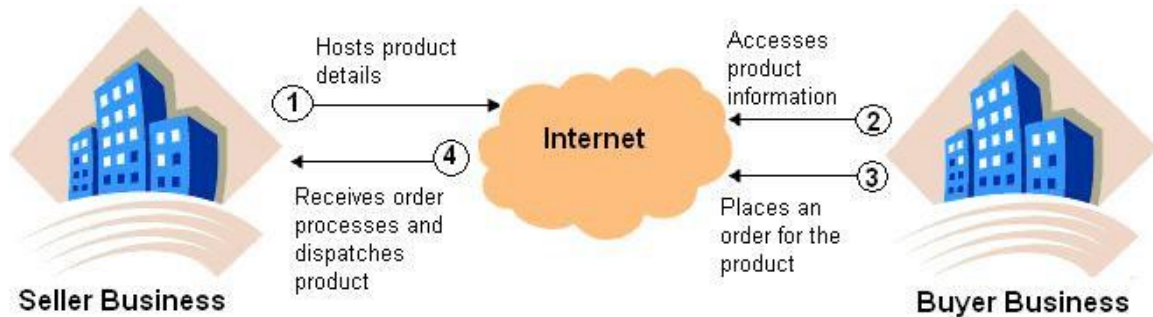 Hosts product
details
1
4
Receives order
processes and
dispatches
product
Seller Business
Internet
Accesses
product
information
2
3
Places an
order for the
product
Buyer Business